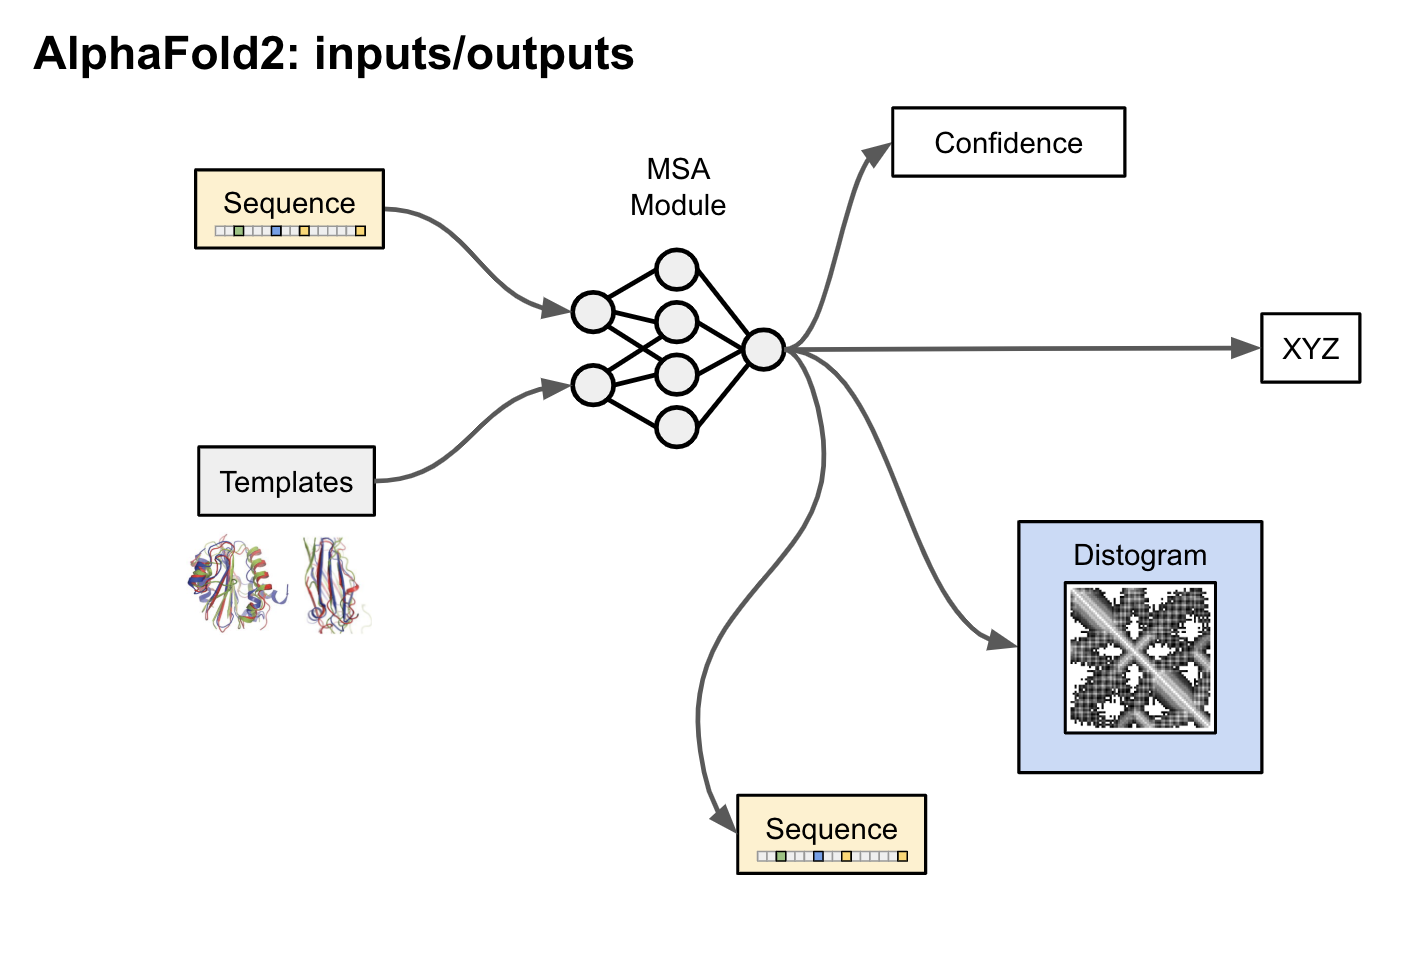 AlphaFold2: inputs/outputs
Confidence
MSA
Module
Sequence
XYZ
Templates
Distogram
Sequence